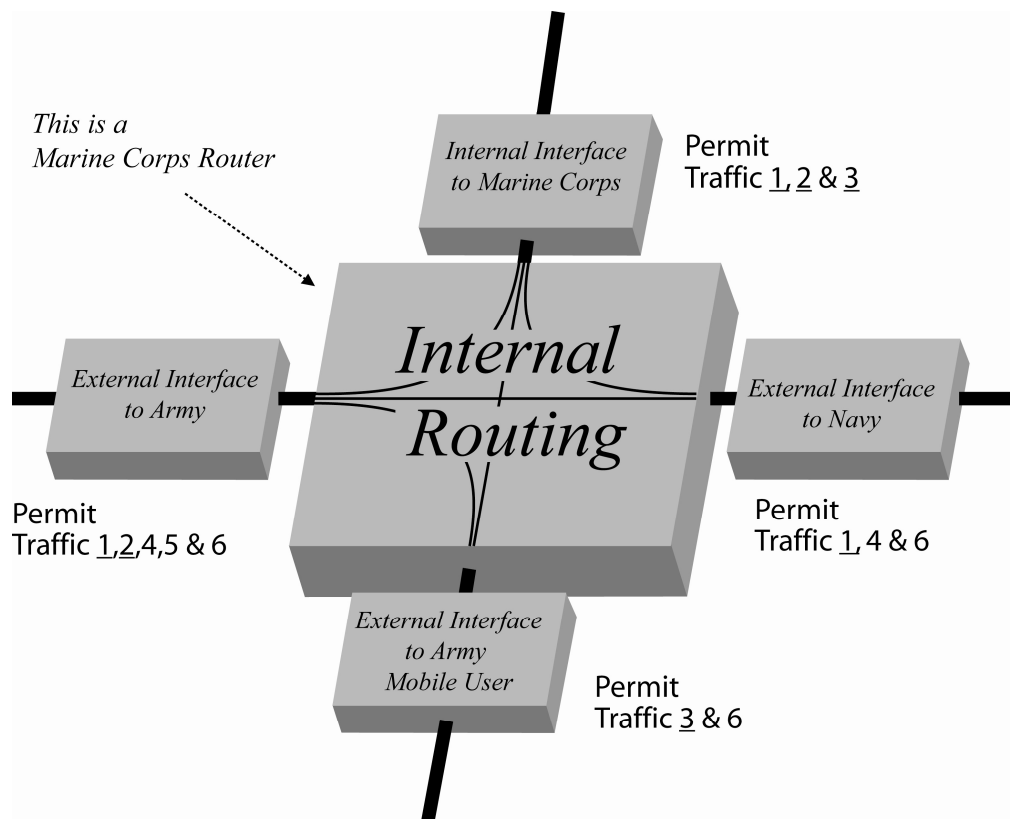 This is a
Marine Corps Router
Internal Interface
to Marine Corps
Permit
Traffic 1, 2 & 3
Internal
Routing
External Interface
to Army
Permit
Traffic 1,2,4,5 & 6
External Interface
to Navy
Permit
Traffic 1, 4 & 6
External Interface
to Army
Mobile User
Permit
Traffic 3 & 6